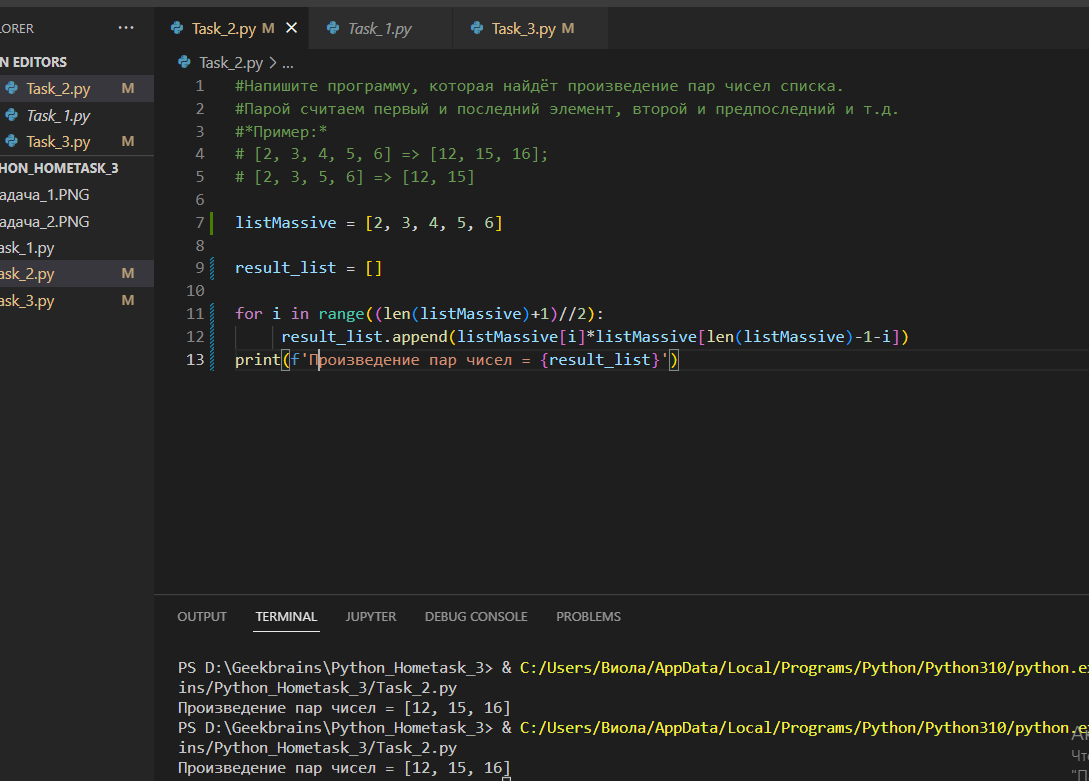 LORER ···
Task_2.py M ×
Task_1.py
Task_3.py M
N EDITORS
Task_2.py M
Task_1.py
Task_3.py M
HON_HOMETASK_3
адача_1.PNG
адача_2.PNG
ask_1.py
ask_2.py M
ask_3.py M
Task_2.py > ...
1 #Напишите программу, которая найдёт произведение пар чисел списка.
2 #Парой считаем первый и последний элемент, второй и предпоследний и т.д.
3 #*Пример:*
4 # [2, 3, 4, 5, 6] => [12, 15, 16];
5 # [2, 3, 5, 6] => [12, 15]
6
7 listMassive = [2, 3, 4, 5, 6]
8
9 result_list = []
10
11 for i in range((len(listMassive)+1)//2):
12 result_list.append(listMassive[i]*listMassive[len(listMassive)-1-i])
13 print(f'Произведение пар чисел = {result_list}')
OUTPUT TERMINAL JUPYTER DEBUG CONSOLE PROBLEMS
PS D:\Geekbrains\Python_Hometask_3> & C:/Users/Виола/AppData/Local/Programs/Python/Python310/python.ex
ins/Python_Hometask_3/Task_2.py
Произведение пар чисел = [12, 15, 16]
PS D:\Geekbrains\Python_Hometask_3> & C:/Users/Виола/AppData/Local/Programs/Python/Python310/python.ex
ins/Python_Hometask_3/Task_2.py
Произведение пар чисел = [12, 15, 16]